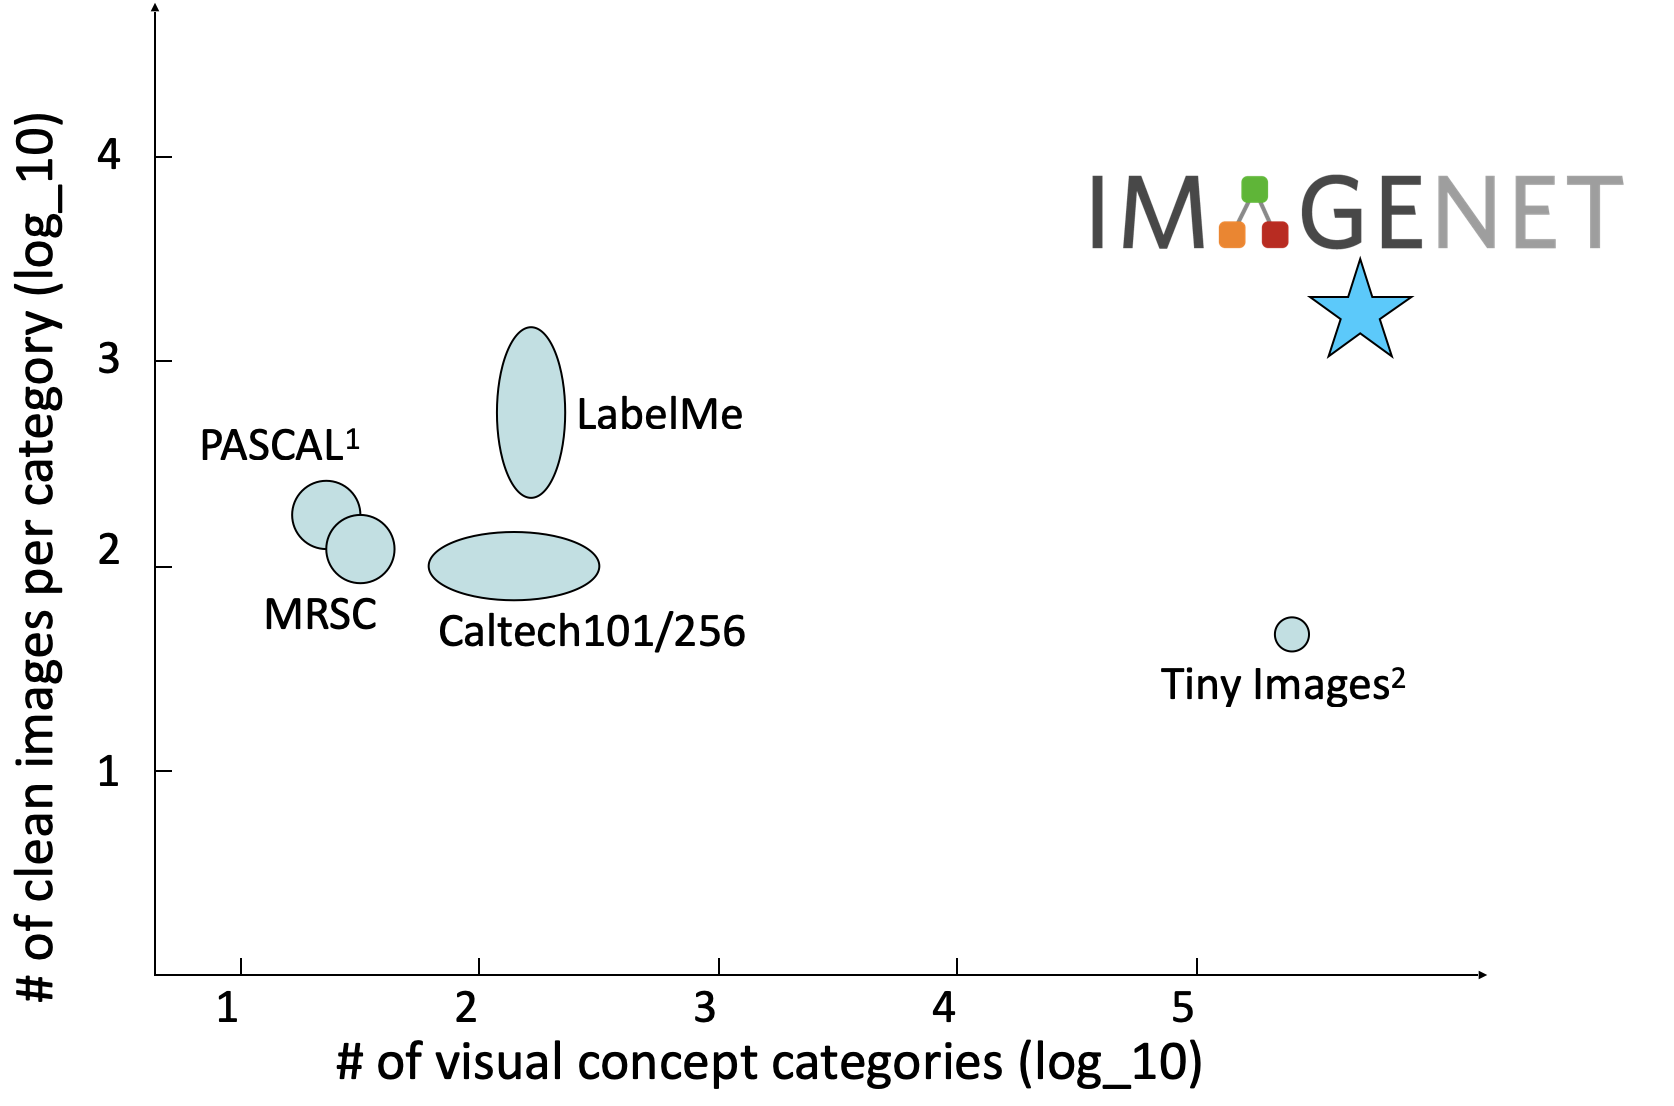 # of clean images per category (log_10)
4
3
2
1
IMAGENET
LabelMe
PASCAL¹
MRSC
Caltech101/256
Tiny Images²
1 2 3 4 5
# of visual concept categories (log_10)